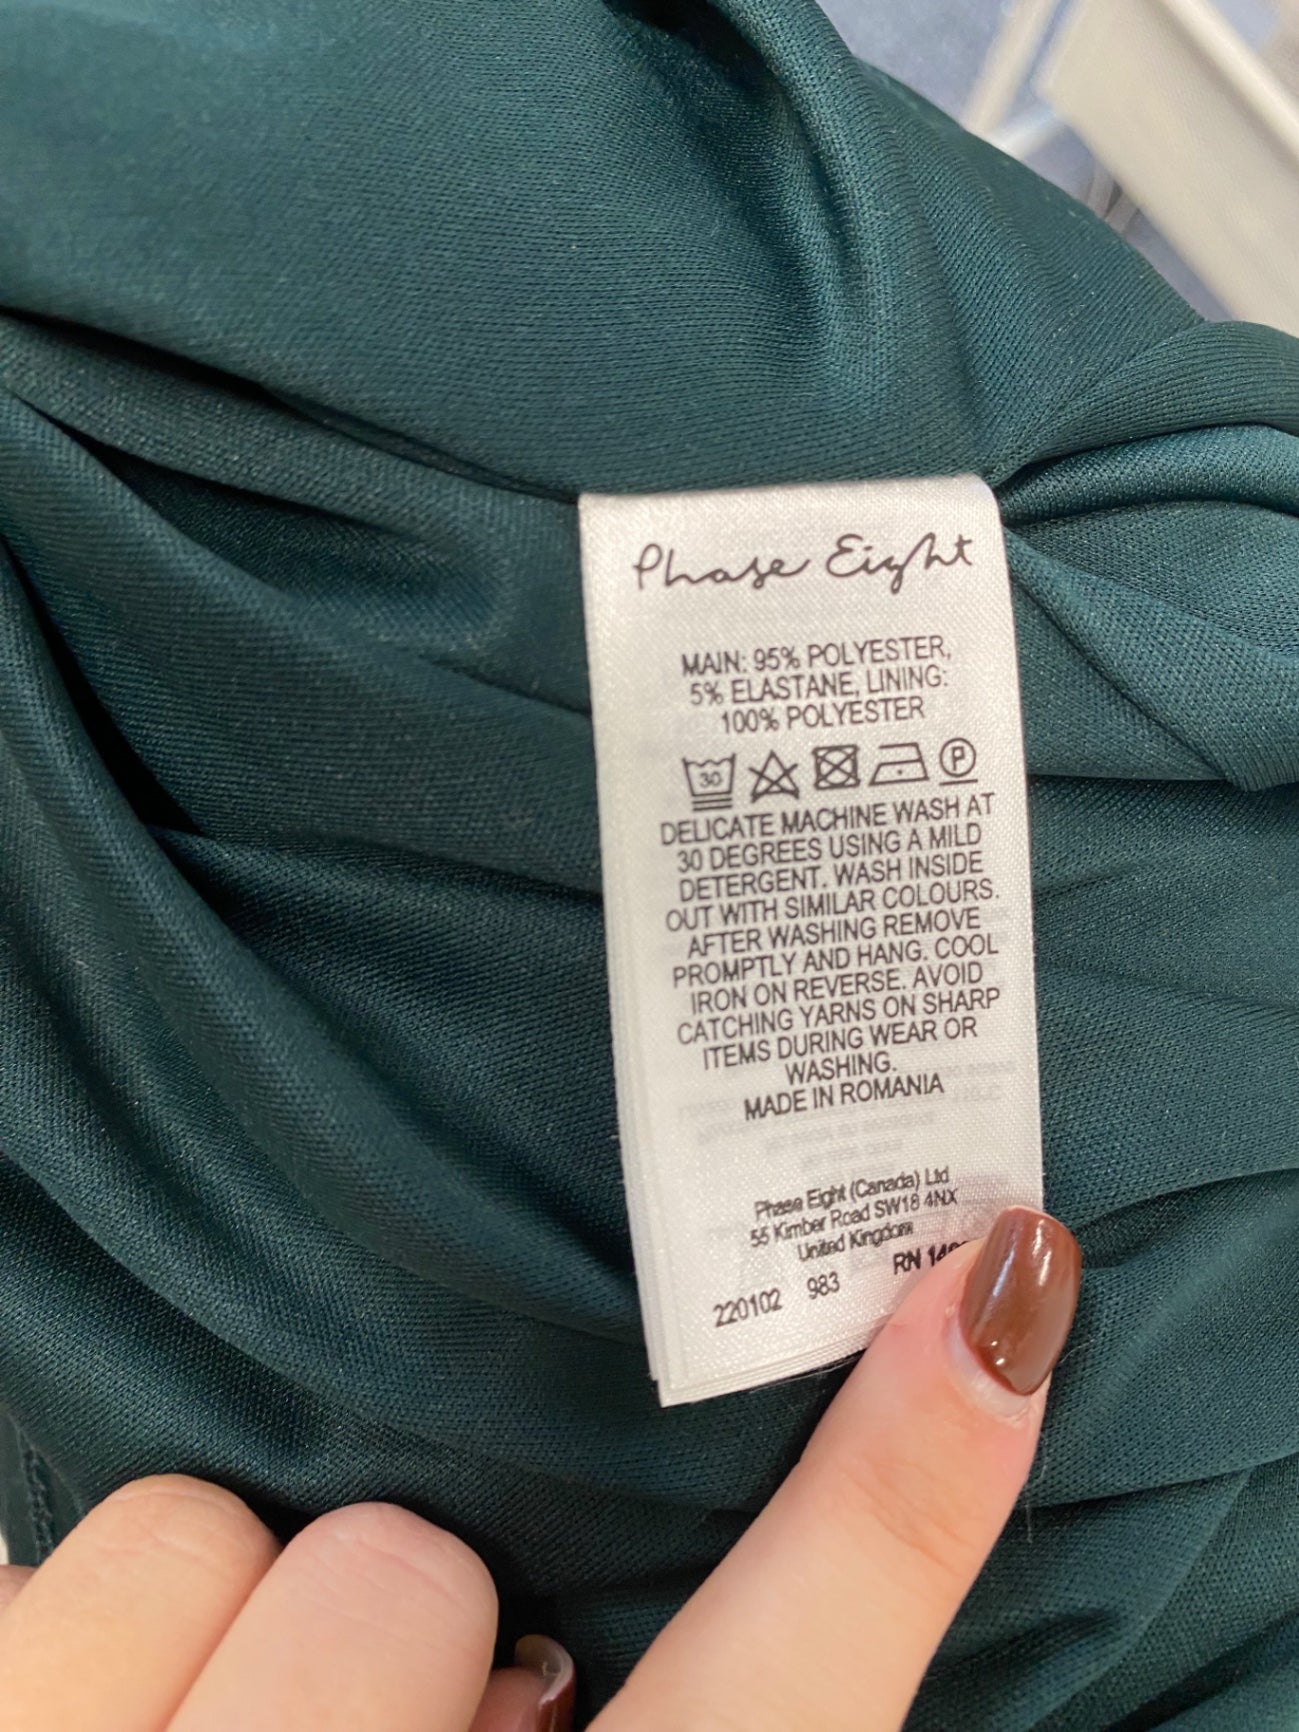 Phase Eight
MAIN: 95% POLYESTER,
5% ELASTANE, LINING:
100% POLYESTER
30 P
DELICATE MACHINE WASH AT
30 DEGREES USING A MILD
DETERGENT. WASH INSIDE
OUT WITH SIMILAR COLOURS.
AFTER WASHING REMOVE
PROMPTLY AND HANG. COOL
IRON ON REVERSE. AVOID
CATCHING YARNS ON SHARP
ITEMS DURING WEAR OR
WASHING.
MADE IN ROMANIA
Phase Eight (Canada) Ltd
55 Kimber Road SW18 4NX
United Kingdom
RN
220102 983